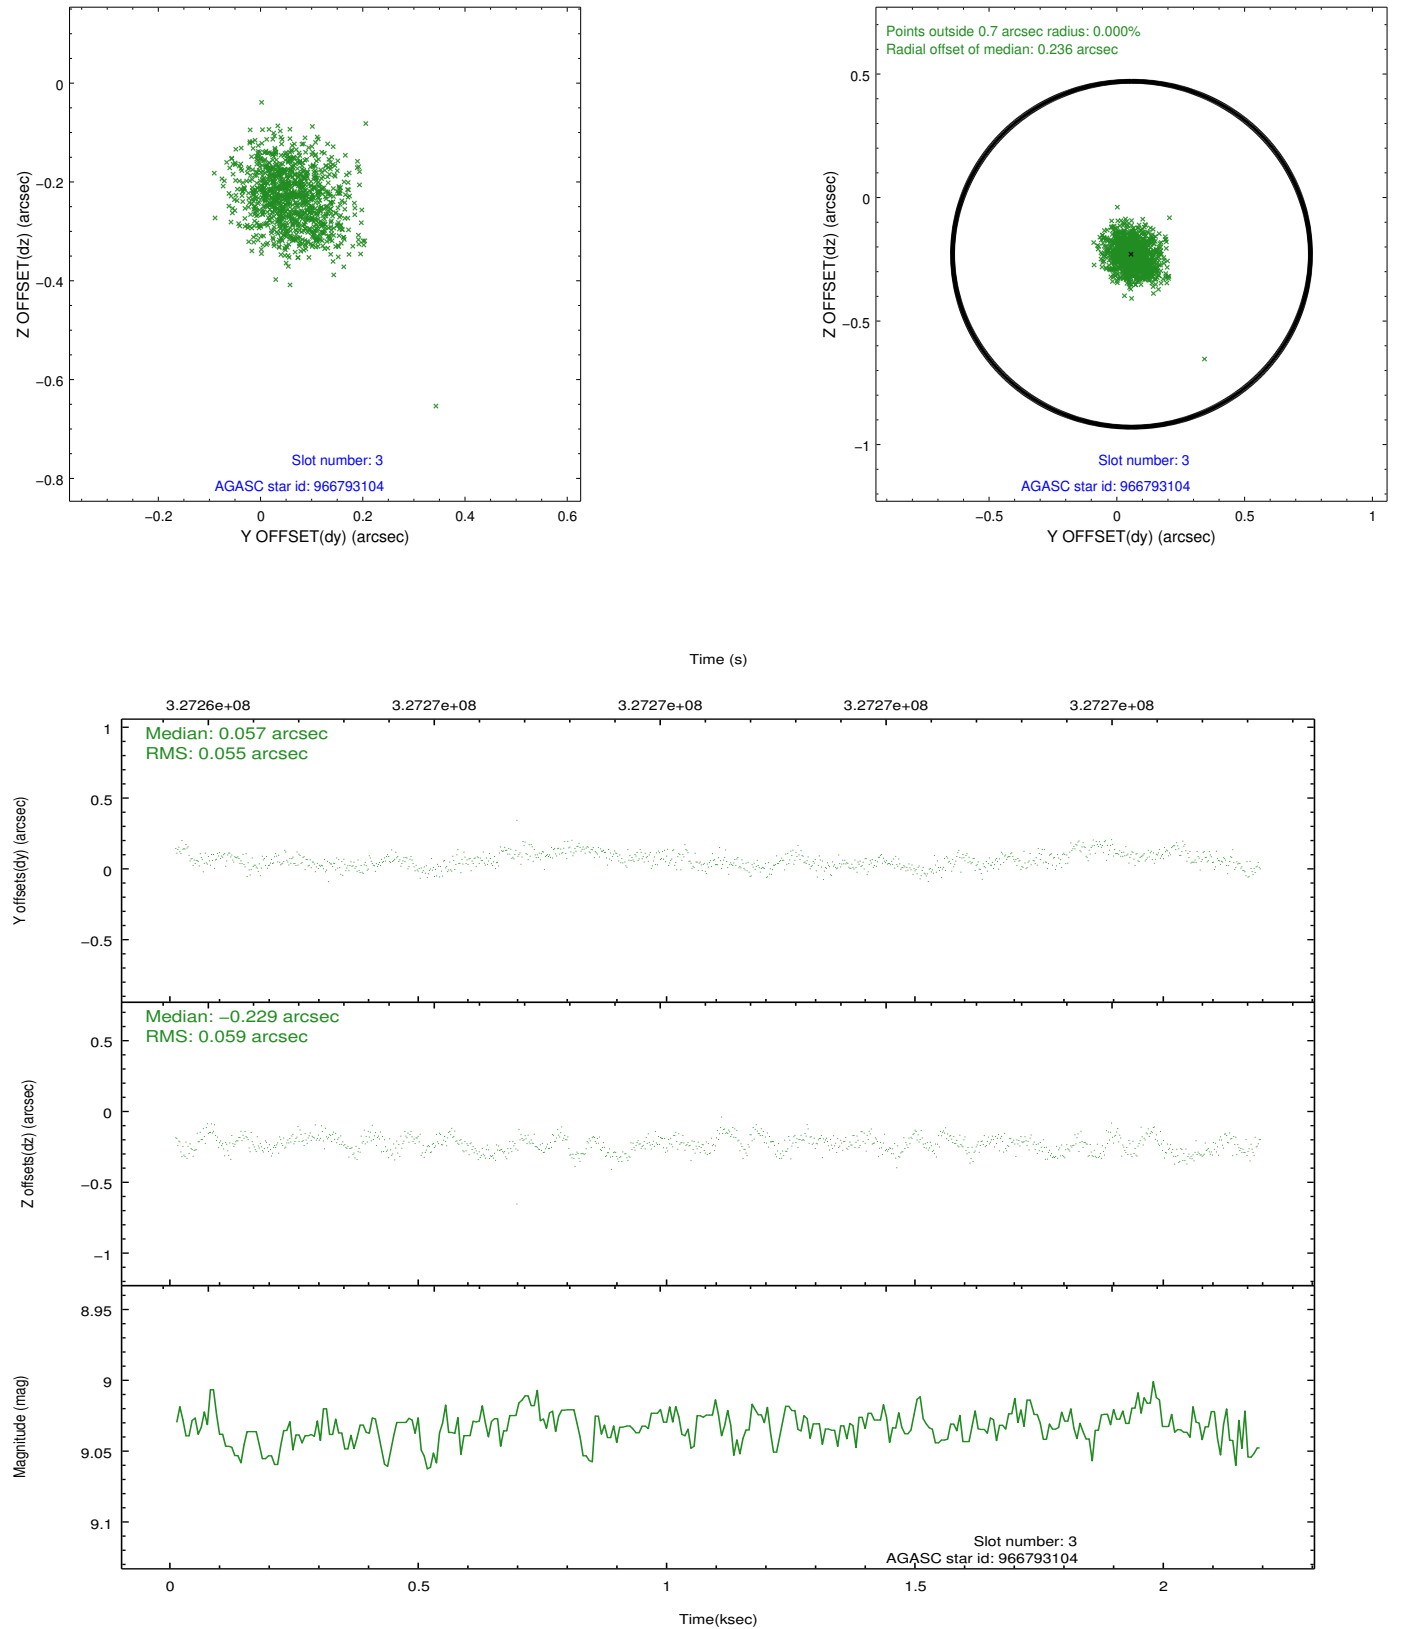 0
−0.2
−0.4
−0.6
−0.8
Z OFFSET(dz) (arcsec)
Slot number: 3
AGASC star id: 966793104
−0.2 0 0.2 0.4 0.6
Y OFFSET(dy) (arcsec)
Points outside 0.7 arcsec radius: 0.000%
Radial offset of median: 0.236 arcsec
0.5
0
−0.5
−1
Z OFFSET(dz) (arcsec)
Slot number: 3
AGASC star id: 966793104
−0.5 0 0.5 1
Y OFFSET(dy) (arcsec)
Time (s)
3.2726e+08 3.2727e+08 3.2727e+08 3.2727e+08 3.2727e+08
Median: 0.057 arcsec
RMS: 0.055 arcsec
1
0.5
0
−0.5
Y offsets(dy) (arcsec)
Median: −0.229 arcsec
RMS: 0.059 arcsec
0.5
0
−0.5
−1
Z offsets(dz) (arcsec)
8.95
9
9.05
9.1
Magnitude (mag)
Slot number: 3
AGASC star id: 966793104
0 0.5 1 1.5 2
Time(ksec)